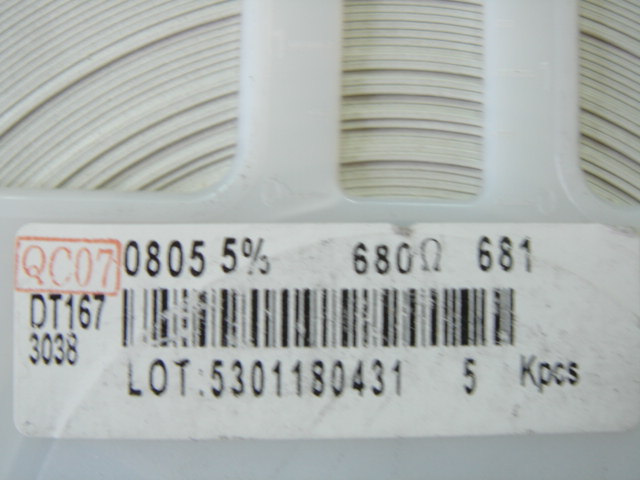 QC07 0805 5% 680Ω 681
DT167
3038
LOT:5301180431 5 Kpcs